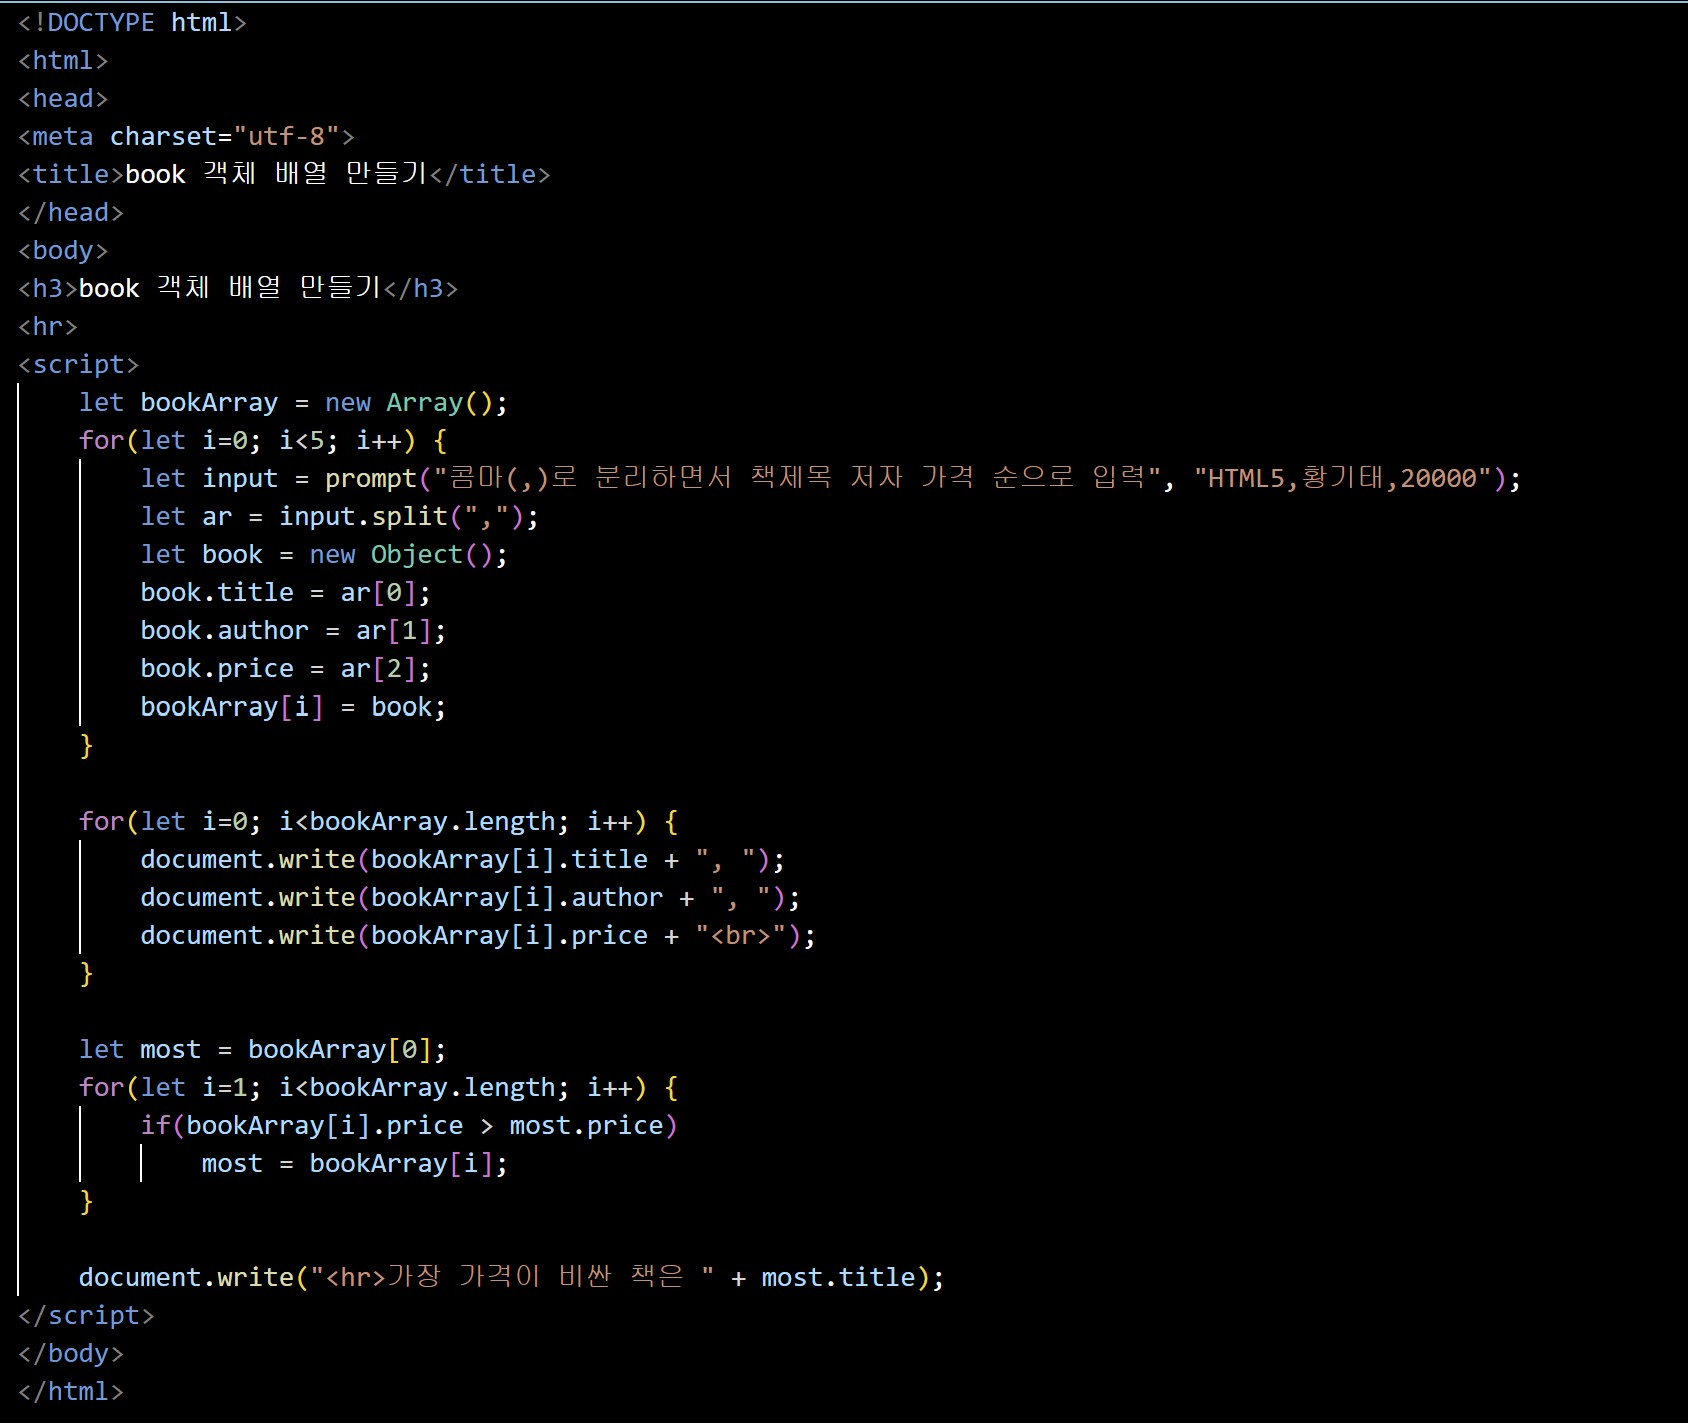 <!DOCTYPE html>
<html>
<head>
<meta charset="utf-8">
<title>book 객체 배열 만들기</title>
</head>
<body>
<h3>book 객체 배열 만들기</h3>
<hr>
<script>
    let bookArray = new Array();
    for(let i=0; i<5; i++) {
        let input = prompt("콤마(,)로 분리하면서 책제목 저자 가격 순으로 입력", "HTML5,황기태,20000");
        let ar = input.split(",");
        let book = new Object();
        book.title = ar[0];
        book.author = ar[1];
        book.price = ar[2];
        bookArray[i] = book;
    }

    for(let i=0; i<bookArray.length; i++) {
        document.write(bookArray[i].title + ", ");
        document.write(bookArray[i].author + ", ");
        document.write(bookArray[i].price + "<br>");
    }

    let most = bookArray[0];
    for(let i=1; i<bookArray.length; i++) {
        if(bookArray[i].price > most.price)
            most = bookArray[i];
    }

    document.write("<hr>가장 가격이 비싼 책은 " + most.title);
</script>
</body>
</html>